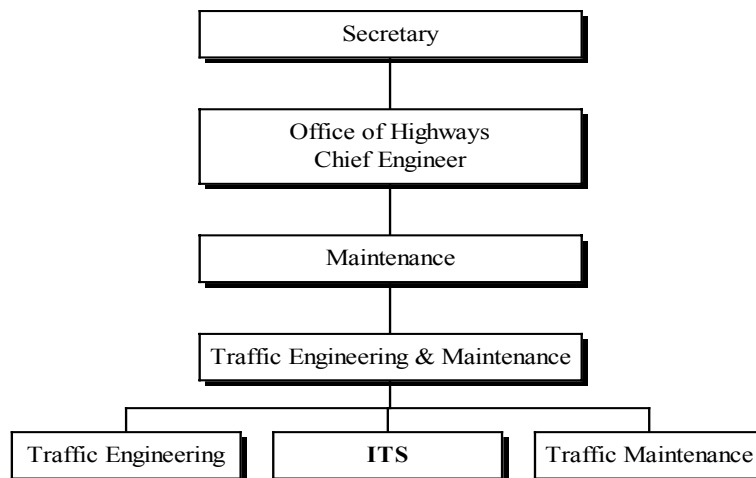 Secretary
Office of Highways
Chief Engineer
Maintenance
Traffic Engineering & Maintenance
Traffic Engineering
ITS
Traffic Maintenance